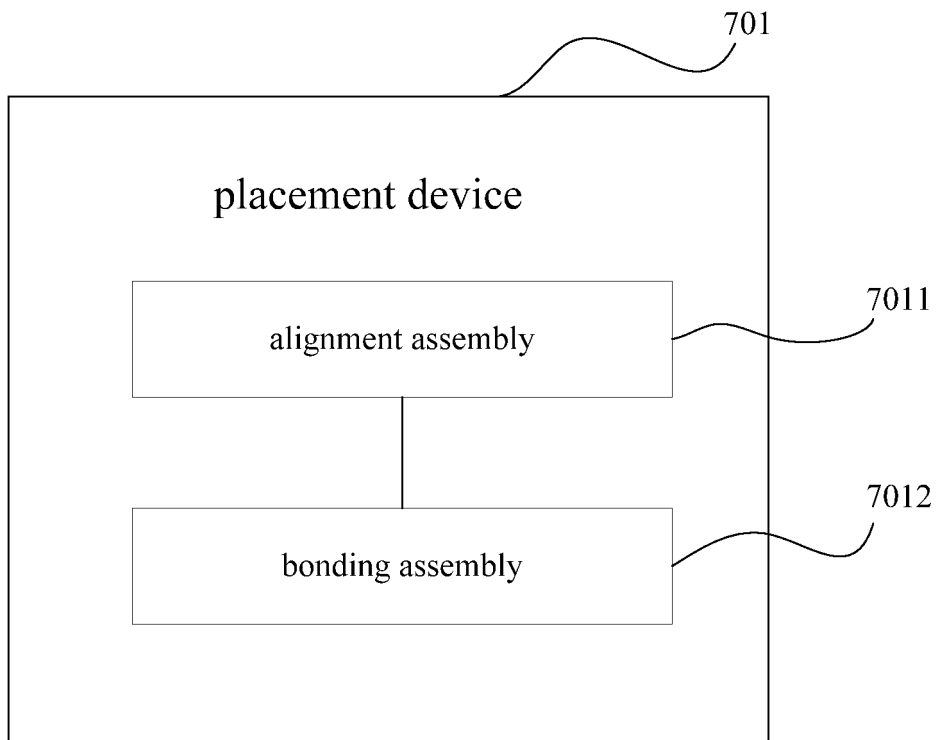 701
placement device
7011
alignment assembly
7012
bonding assembly